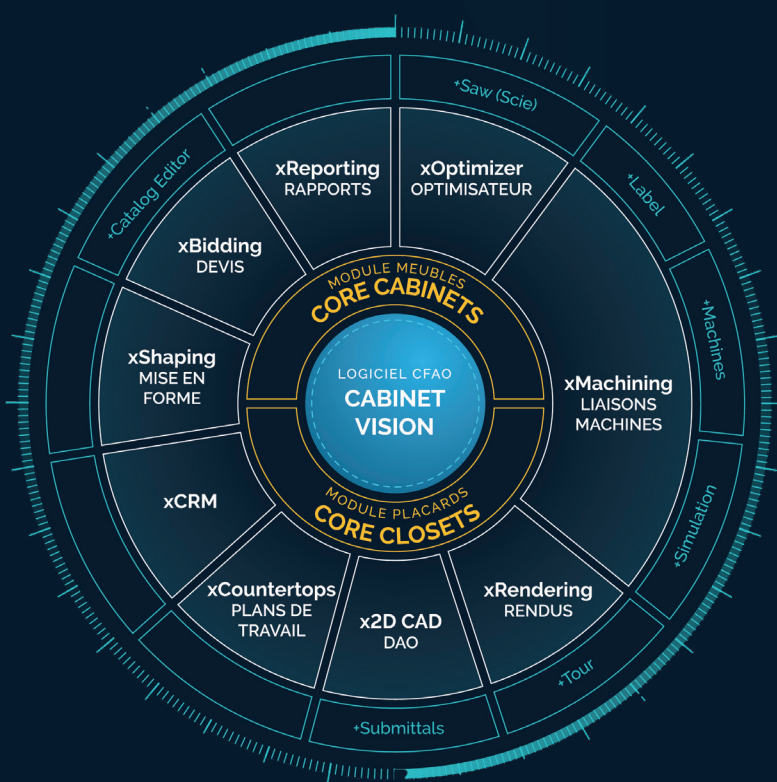 +Saw (Scie)
+Label
+Machines
+Simulation
+Tour
+Submittals
+Catalog Editor
xReporting
RAPPORTS
xOptimizer
OPTIMISATEUR
xMachining
LIAISONS
MACHINES
xRendering
RENDUS
x2D CAD
DAO
xCountertops
PLANS DE
TRAVAIL
xCRM
xShaping
MISE EN
FORME
xBidding
DEVIS
MODULE MEUBLES
CORE CABINETS
LOGICIEL CFAO
CABINET
VISION
MODULE PLACARDS
CORE CLOSETS